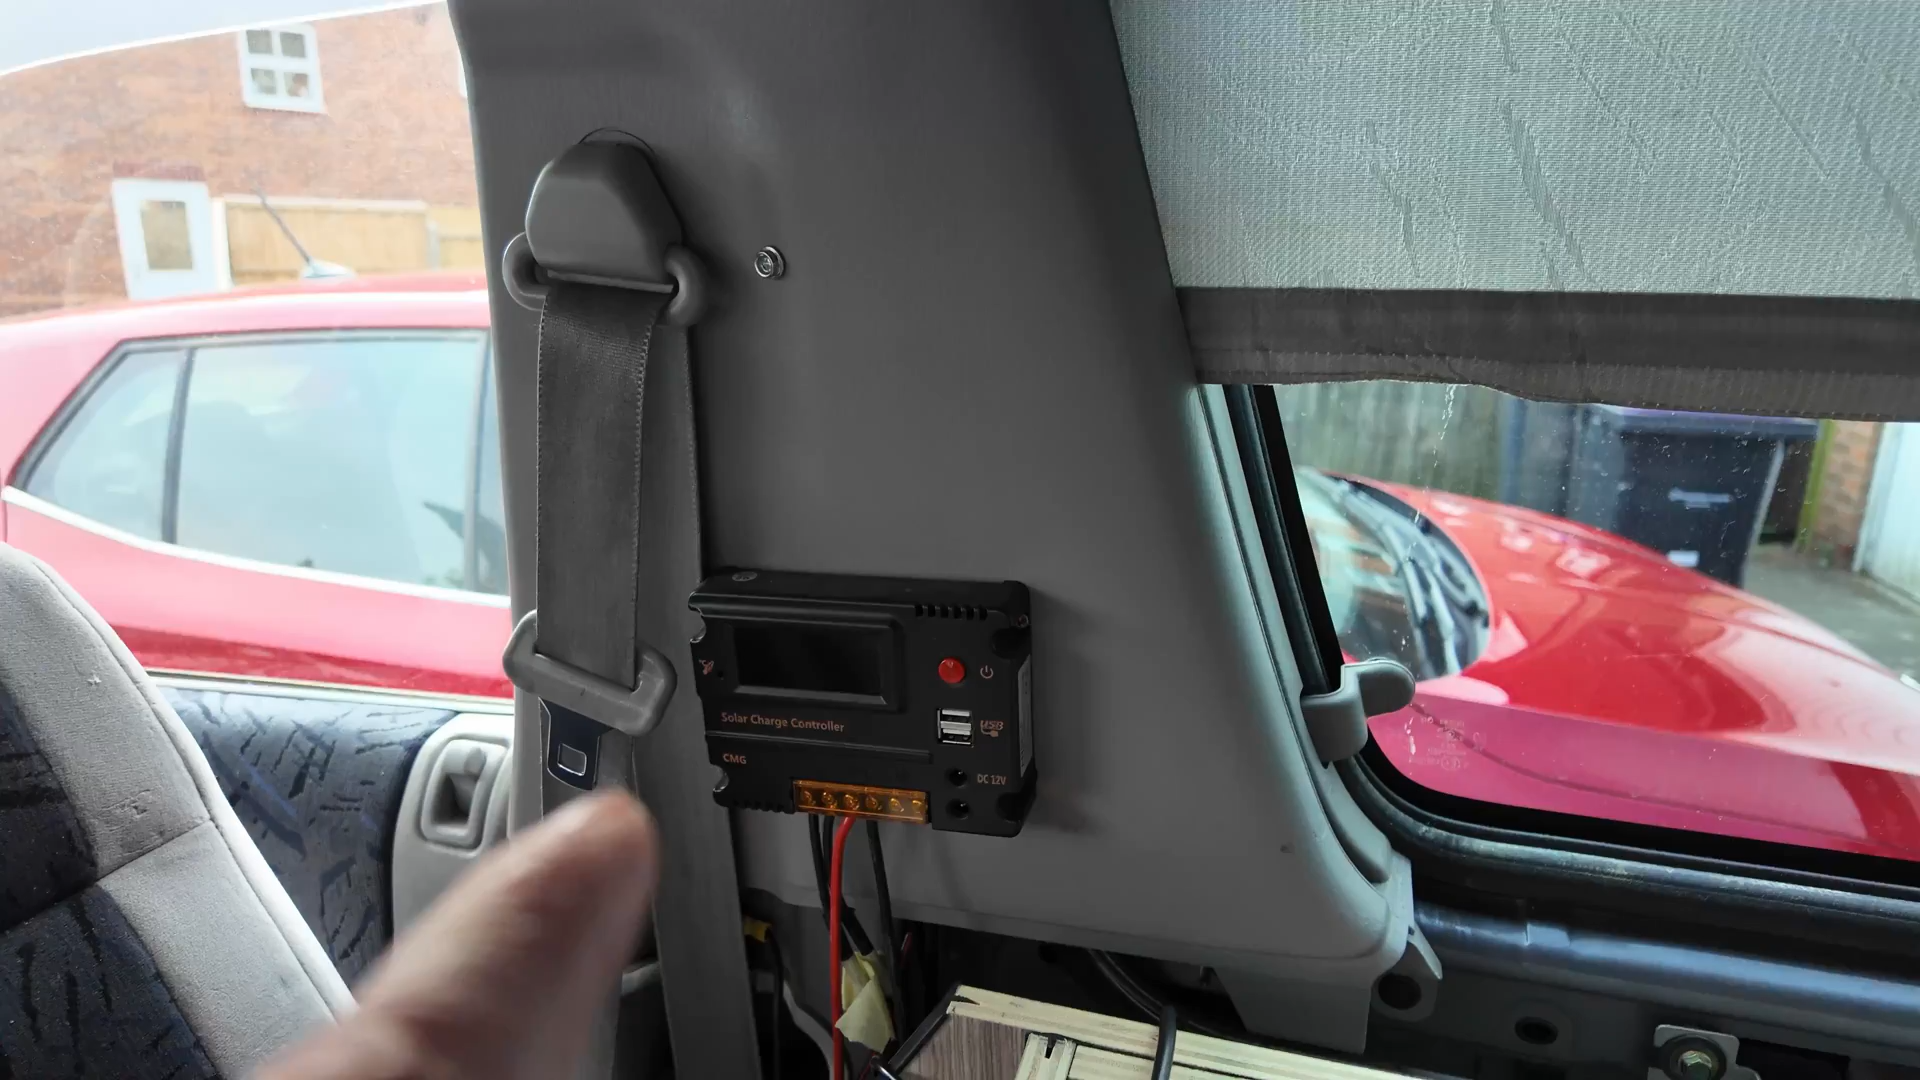 Solar Charge Controller
USB
CMG
DC 12V